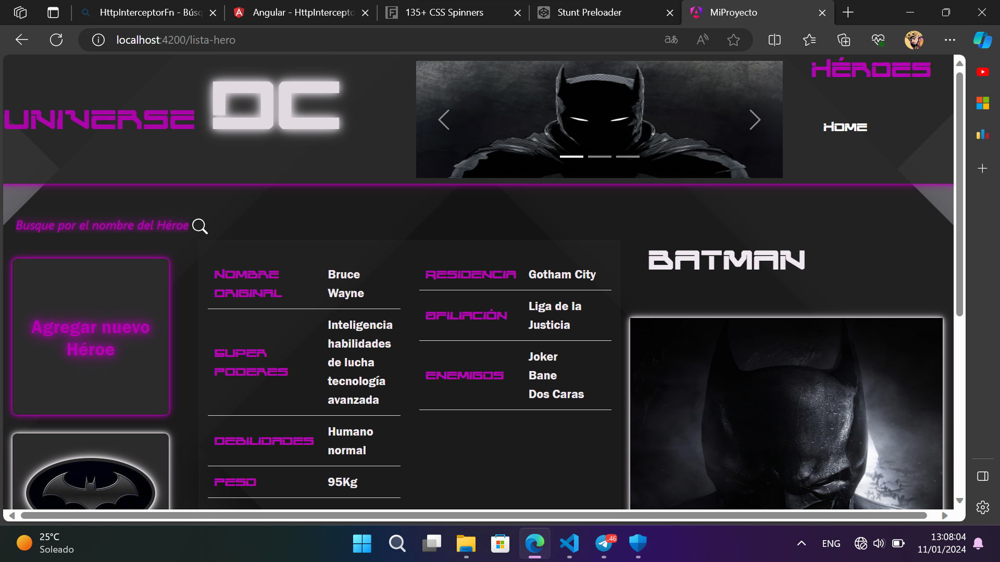 HttpInterceptorFn - Búsq
Angular - HttpIntercepto
135+ CSS Spinners
Stunt Preloader
MiProyecto
localhost:4200/lista-hero
UNIVERSE
DC
Héroes
Home
Busque por el nombre del Héroe
Agregar nuevo
Héroe
Nombre
Original
Bruce
Wayne
Super
Poderes
Inteligencia
habilidades
de lucha
tecnología
avanzada
Debilidades
Humano
normal
Peso
95Kg
Residencia
Gotham City
Afiliación
Liga de la
Justicia
Enemigos
Joker
Bane
Dos Caras
BATMAN
25°C
Soleado
..46
ENG
13:08:04
11/01/2024